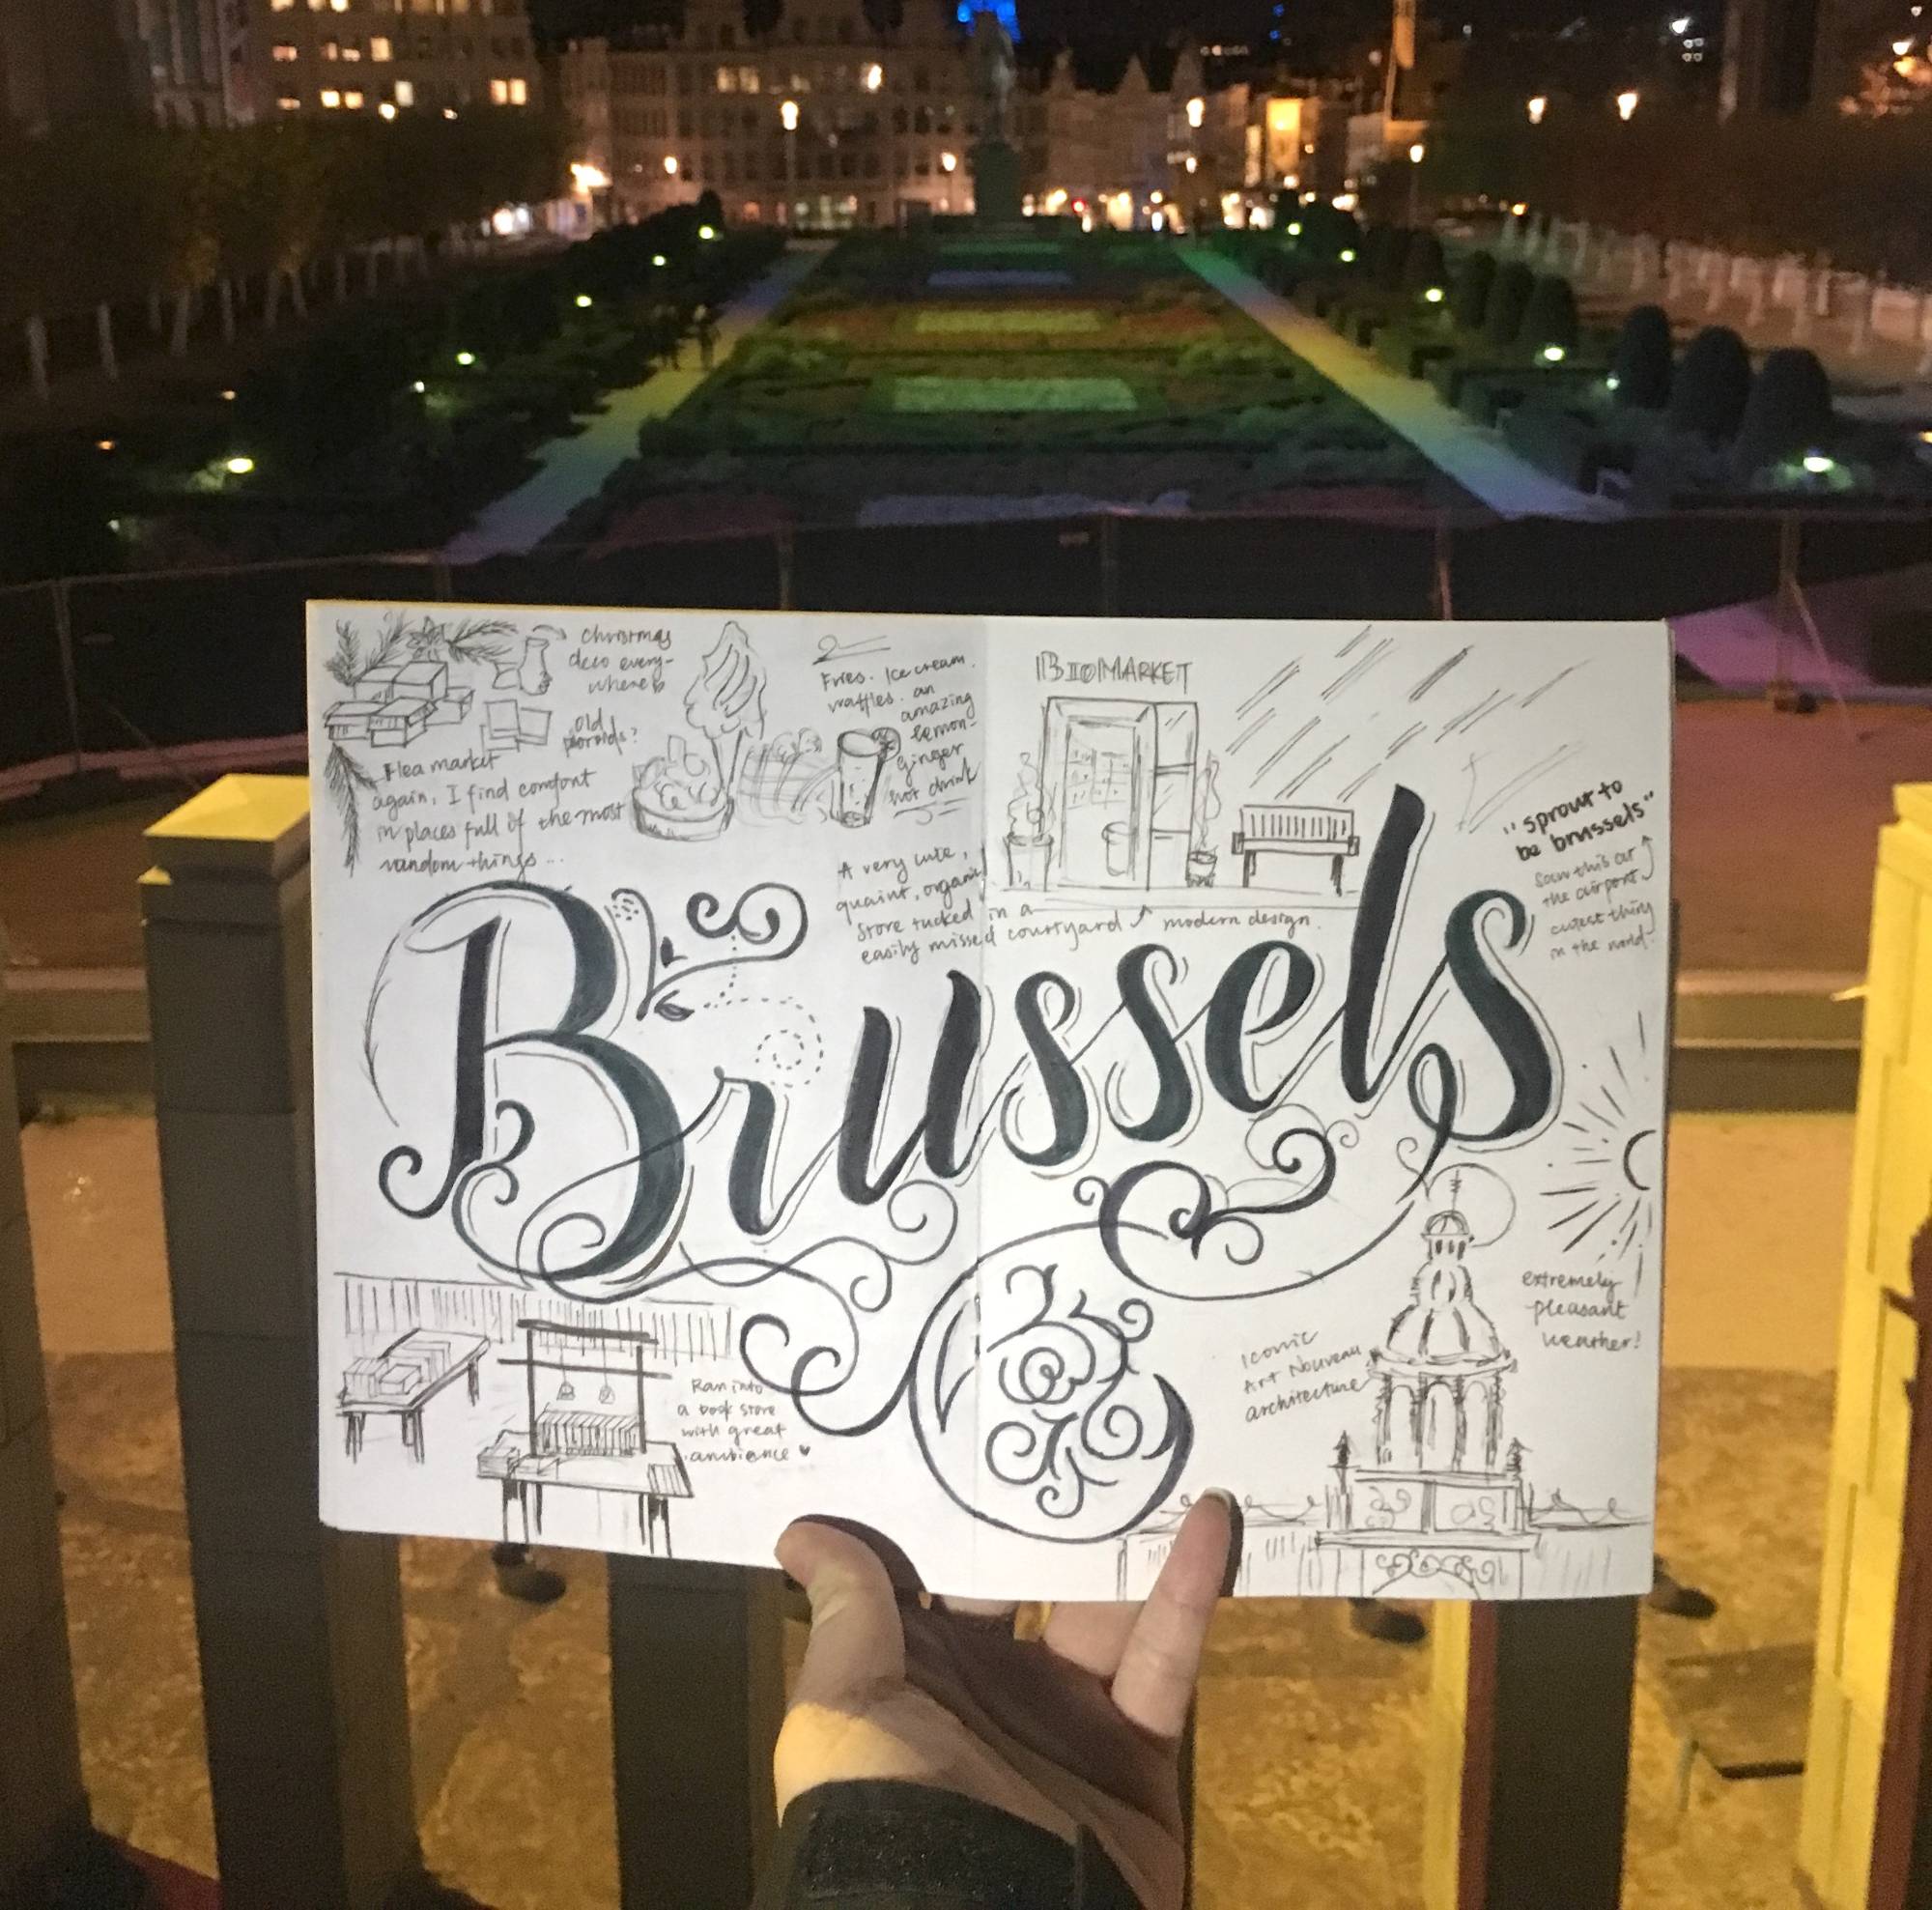 Christmas
deco every-
where
old
Flea market
again, I find comfort
in places full of the most
random things...
Fries. Ice cream.
waffles. an
amazing
lemon-
ginger
hot drink
BIOMARKET
A very cute,
quaint, organic
store tucked in a
easily missed courtyard modern design.
"sprout to
be brussels"
saw this at
the airport
cutest thing
in the world!
Brussels
Ran into
a book store
with great
ambience ♥
Iconic
Art Nouveau
architecture
extremely
pleasant
weather!